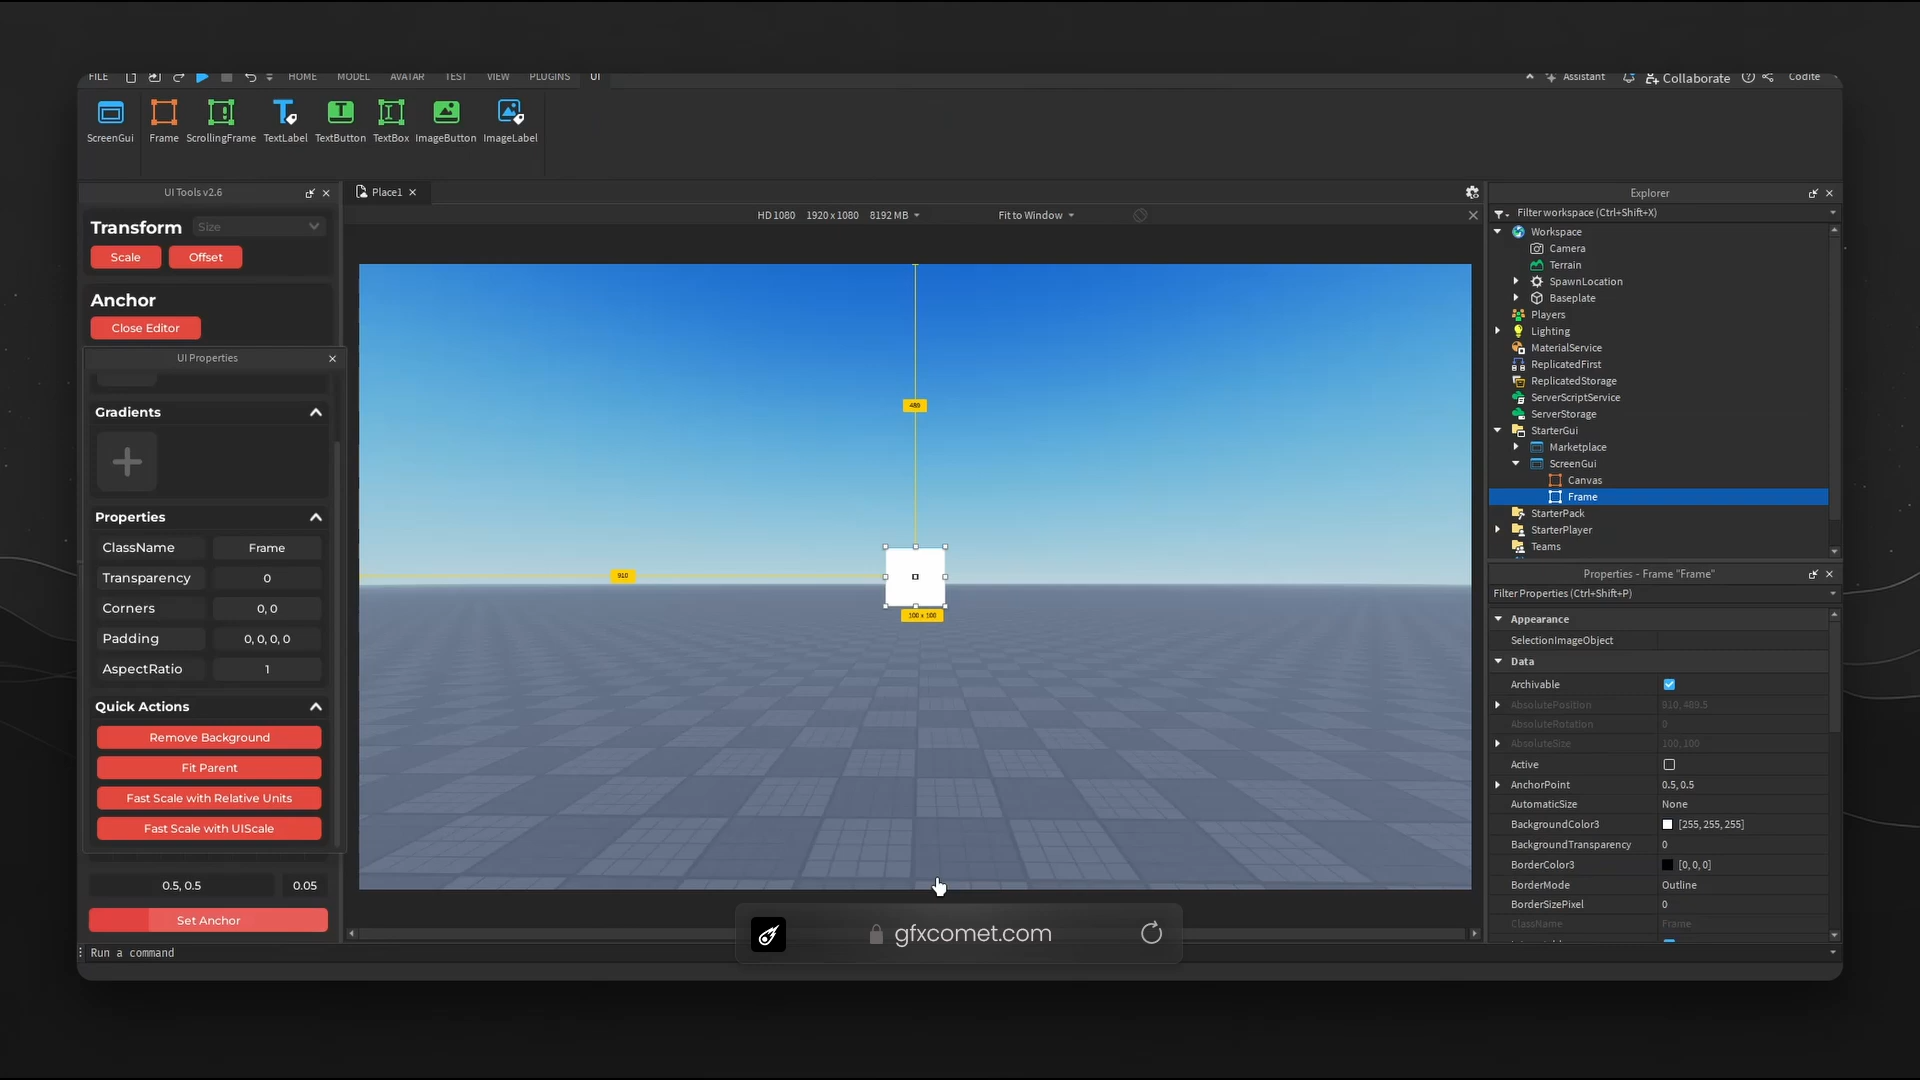 FILE HOME MODEL AVATAR TEST VIEW PLUGINS UI Assistant Collaborate Codite
ScreenGui Frame ScrollingFrame TextLabel TextButton TextBox ImageButton ImageLabel
UI Tools v2.6
Transform Size
Scale Offset
Anchor
Close Editor
UI Properties
Gradients
Properties
ClassName Frame
Transparency 0
Corners 0, 0
Padding 0, 0, 0, 0
AspectRatio 1
Quick Actions
Remove Background
Fit Parent
Fast Scale with Relative Units
Fast Scale with UIScale
0.5, 0.5 0.05
Set Anchor
Run a command
Place1
HD 1080 1920 x 1080 8192 MB Fit to Window
489
910
100 x 100
gfxcomet.com
Explorer
Filter workspace (Ctrl+Shift+X)
Workspace
Camera
Terrain
SpawnLocation
Baseplate
Players
Lighting
MaterialService
ReplicatedFirst
ReplicatedStorage
ServerScriptService
ServerStorage
StarterGui
Marketplace
ScreenGui
Canvas
Frame
StarterPack
StarterPlayer
Teams
Properties - Frame "Frame"
Filter Properties (Ctrl+Shift+P)
Appearance
SelectionImageObject
Data
Archivable
AbsolutePosition 910, 489.5
AbsoluteRotation 0
AbsoluteSize 100, 100
Active
AnchorPoint 0.5, 0.5
AutomaticSize None
BackgroundColor3 [255, 255, 255]
BackgroundTransparency 0
BorderColor3 [0, 0, 0]
BorderMode Outline
BorderSizePixel 0
ClassName Frame